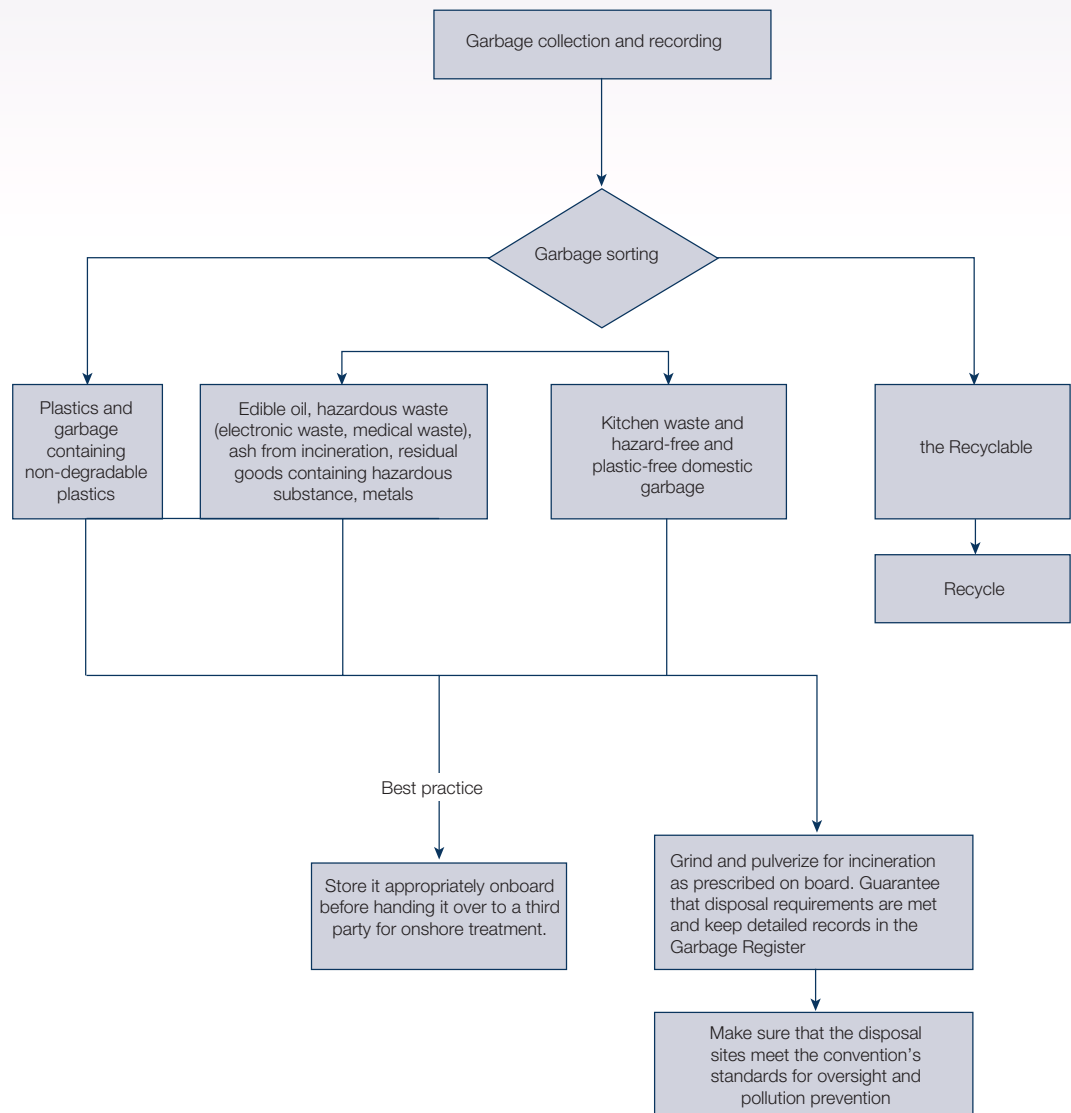 Garbage collection and recording
Garbage sorting
Plastics and
garbage
containing
non-degradable
plastics
Edible oil, hazardous waste
(electronic waste, medical waste),
ash from incineration, residual
goods containing hazardous
substance, metals
Kitchen waste and
hazard-free and
plastic-free domestic
garbage
the Recyclable
Recycle
Best practice
Store it appropriately onboard
before handing it over to a third
party for onshore treatment.
Grind and pulverize for incineration
as prescribed on board. Guarantee
that disposal requirements are met
and keep detailed records in the
Garbage Register
Make sure that the disposal
sites meet the convention’s
standards for oversight and
pollution prevention